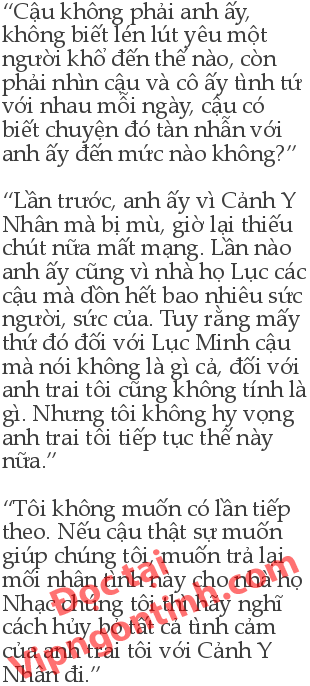 “Cậu không phải anh ấy,
không biết lén lút yêu một
người khổ đến thế nào, còn
phải nhìn cậu và cô ấy tình tứ
với nhau mỗi ngày, cậu có
biết chuyện đó tàn nhẫn với
anh ấy đến mức nào không?”
“Lần trước, anh ấy vì Cảnh Y
Nhân mà bị mù, giờ lại thiếu
chút nữa mất mạng. Lần nào
anh ấy cũng vì nhà họ Lục các
cậu mà dồn hết bao nhiêu sức
người, sức của. Tuy rằng mấy
thứ đó đối với Lục Minh cậu
mà nói không là gì cả, đối với
anh trai tôi cũng không tính là
gì. Nhưng tôi không hy vọng
anh trai tôi tiếp tục thế này
nữa.”
“Tôi không muốn có lần tiếp
theo. Nếu cậu thật sự muốn
giúp chúng tôi, muốn trả lại
mối nhân tình này cho nhà họ
Nhạc chúng tôi thì hãy nghĩ
cách hủy bỏ tất cả tình cảm
của anh trai tôi với Cảnh Y
Nhân đi.”
Đọc tại
Vipngontinh.com